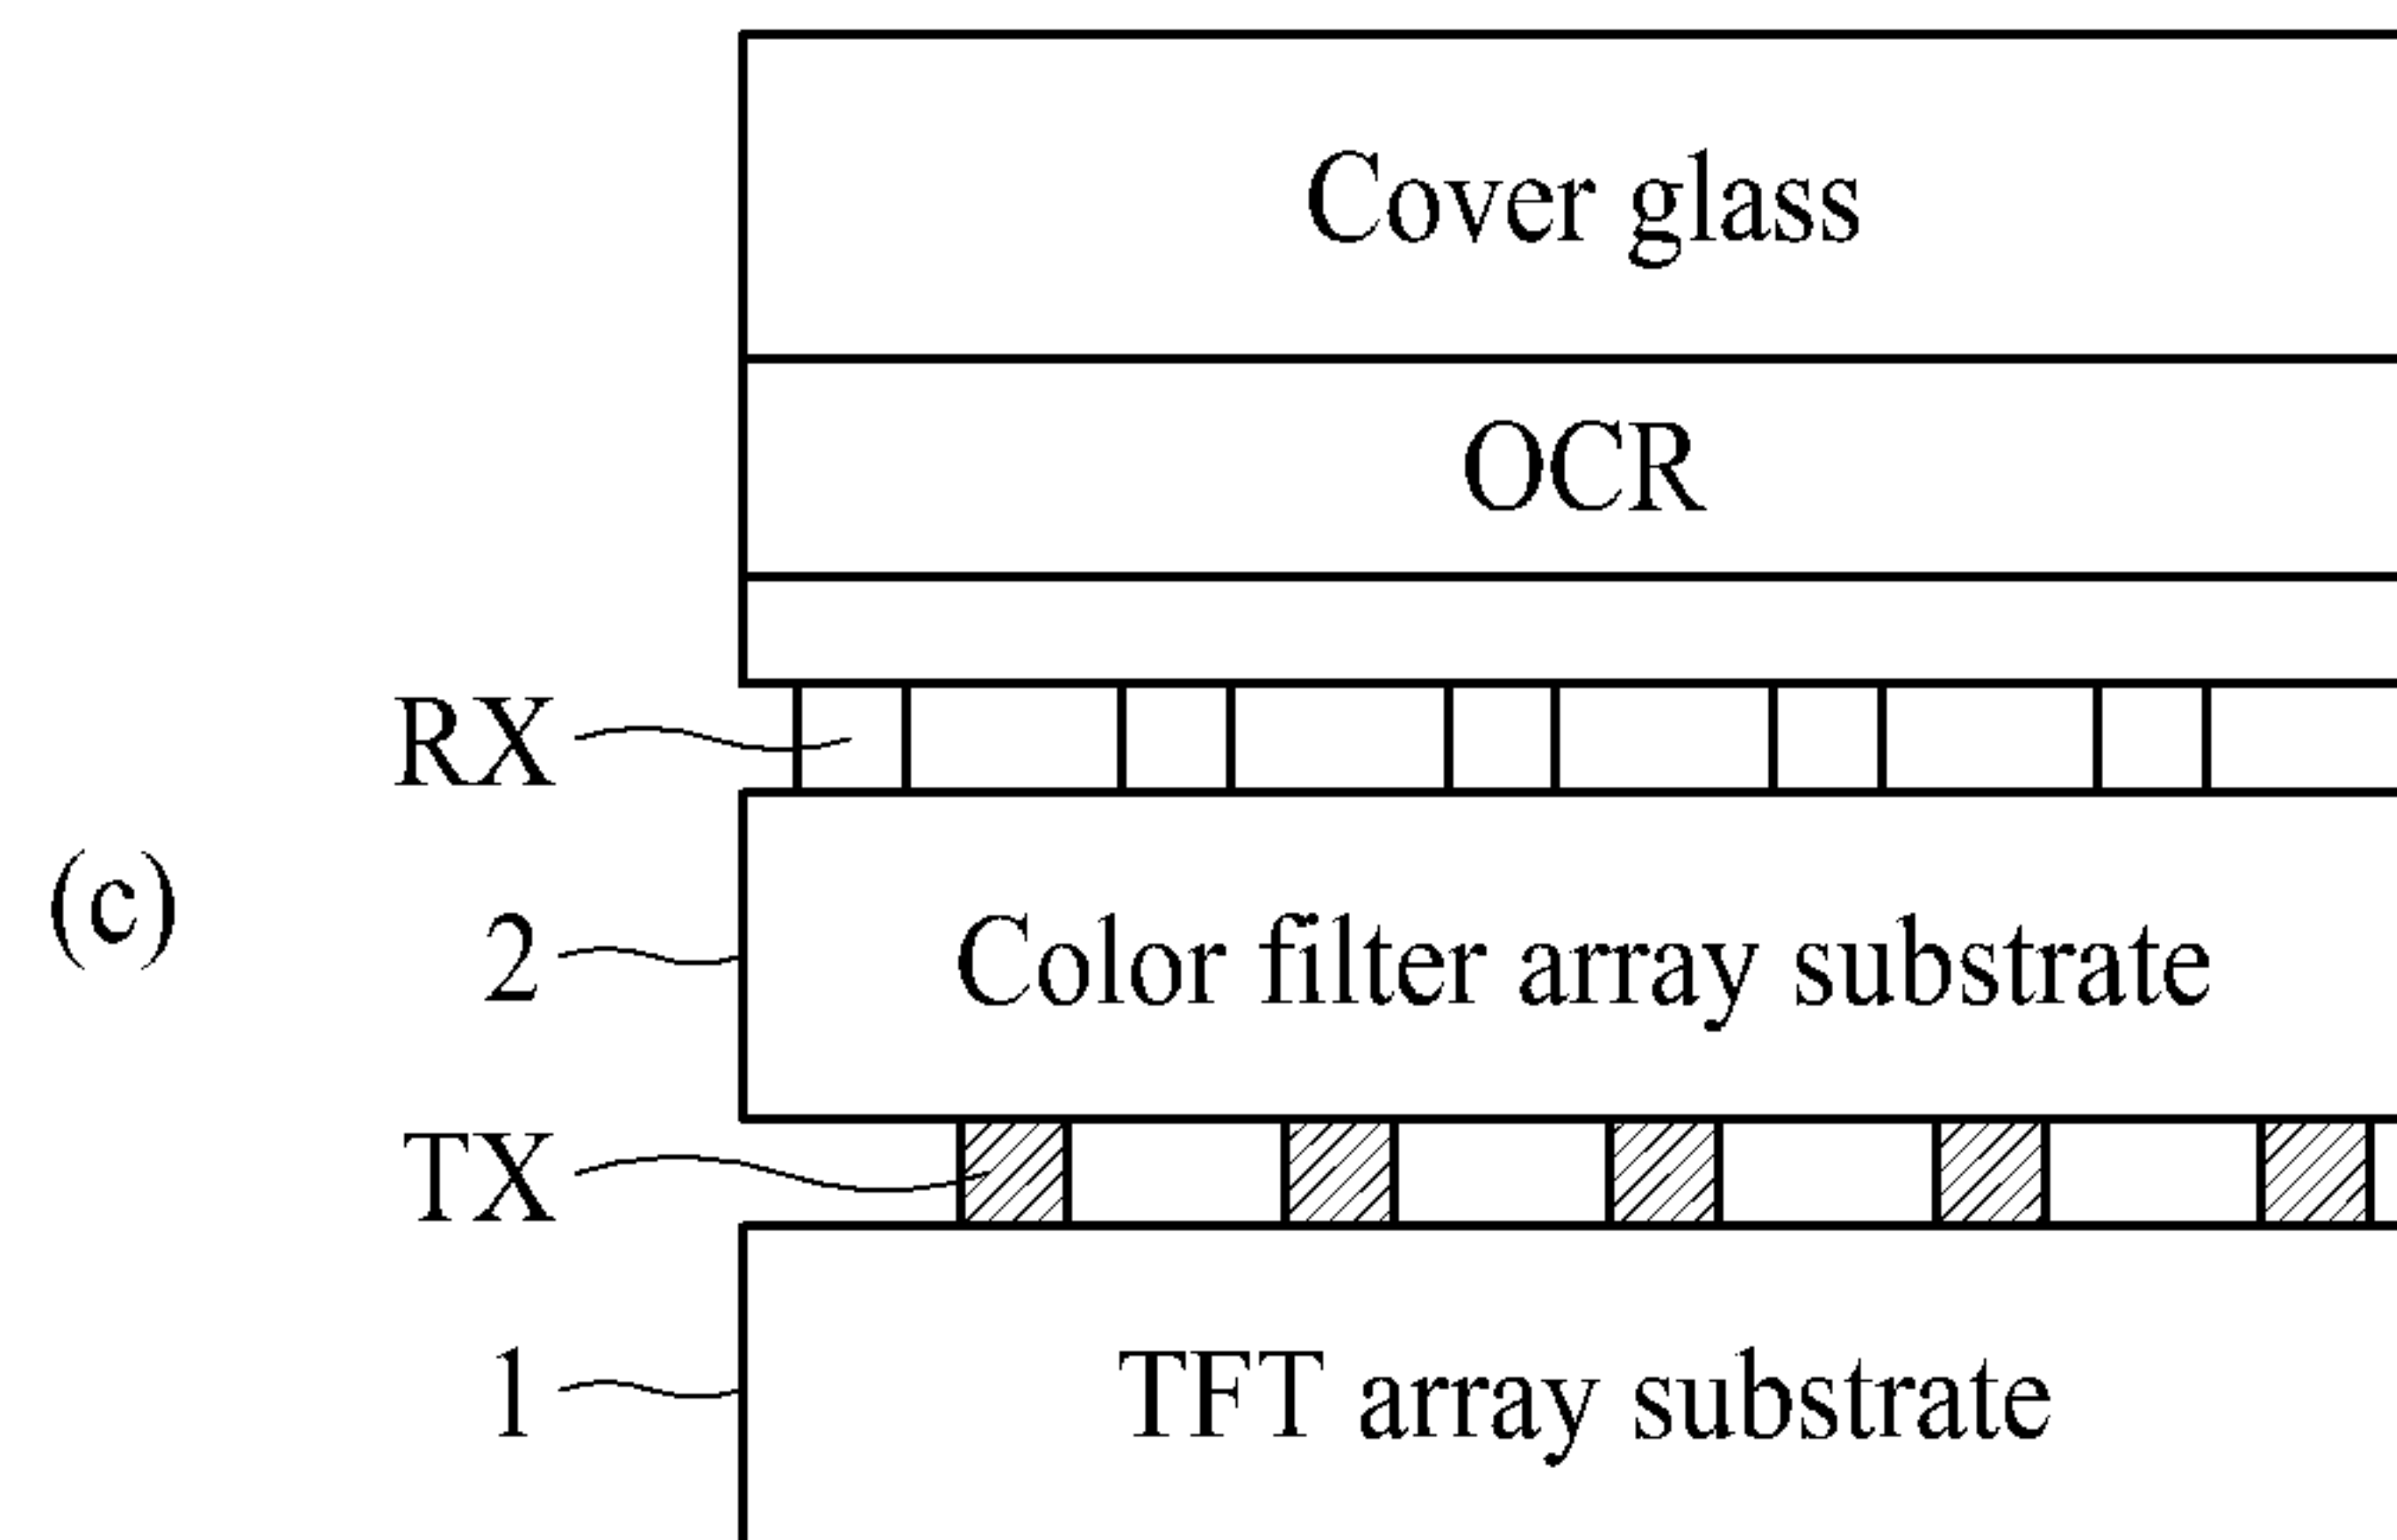 Cover glass
OCR
RX
(c)
2 Color filter array substrate
TX
1 TFT array substrate